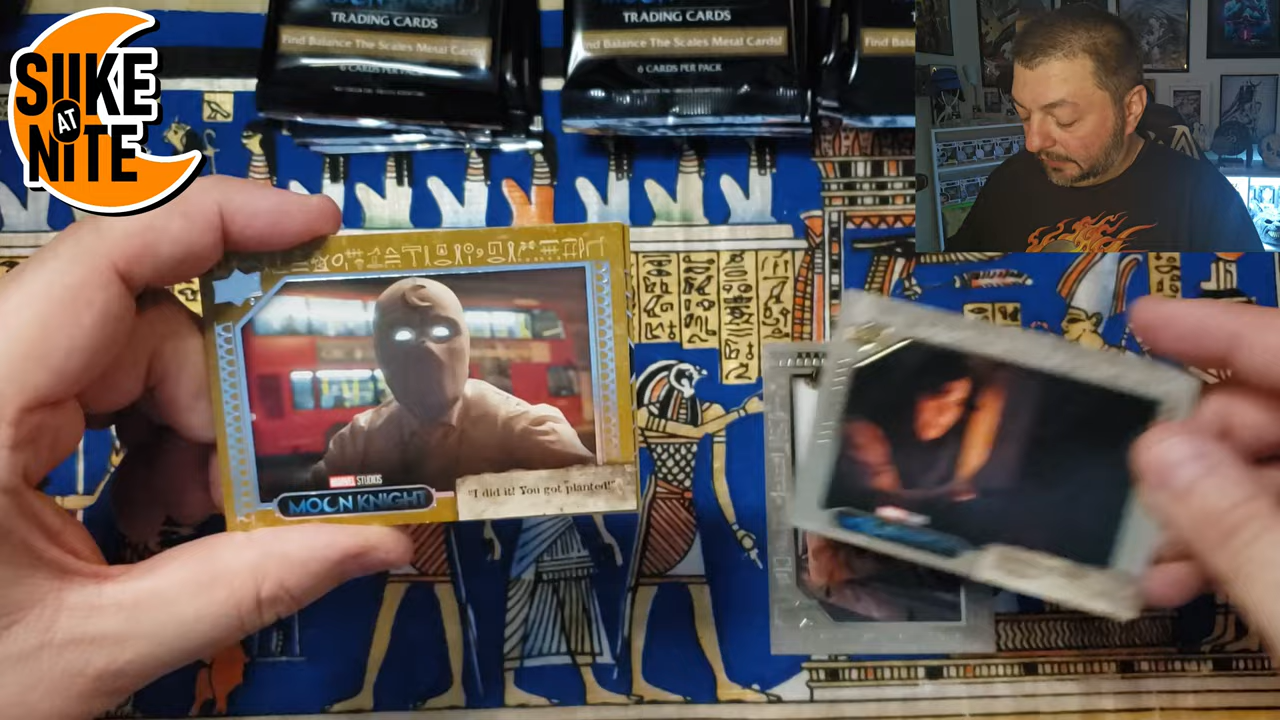 SUKE
AT
NITE
TRADING CARDS
Find Balance The Scales Metal Cards!
6 CARDS PER PACK
TRADING CARDS
Find Balance The Scales Metal Cards!
6 CARDS PER PACK
Find Bala
MARVEL STUDIOS
MOON KNIGHT
"I did it! You got planted!"